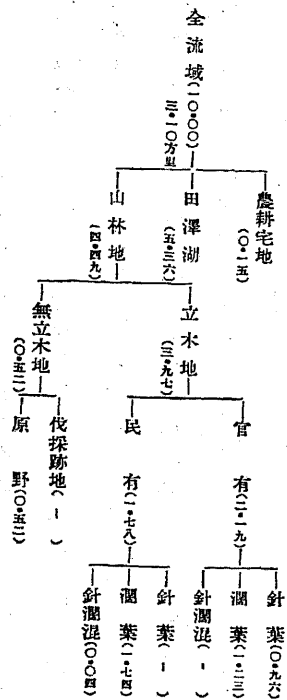 全流域(一〇・〇〇)
三・一〇方里
農耕宅地
(〇・一五)
田澤湖
(五・三六)
山林地
(四・四九)
立木地
(三・九七)
無立木地
(〇・五二)
官有(二・一九)
民有(一・七八)
伐採跡地(-)
原野(〇・五二)
針葉(〇・九六)
濶葉(一・二三)
針濶混(-)
針葉(-)
濶葉(一・七四)
針濶混(〇・〇四)